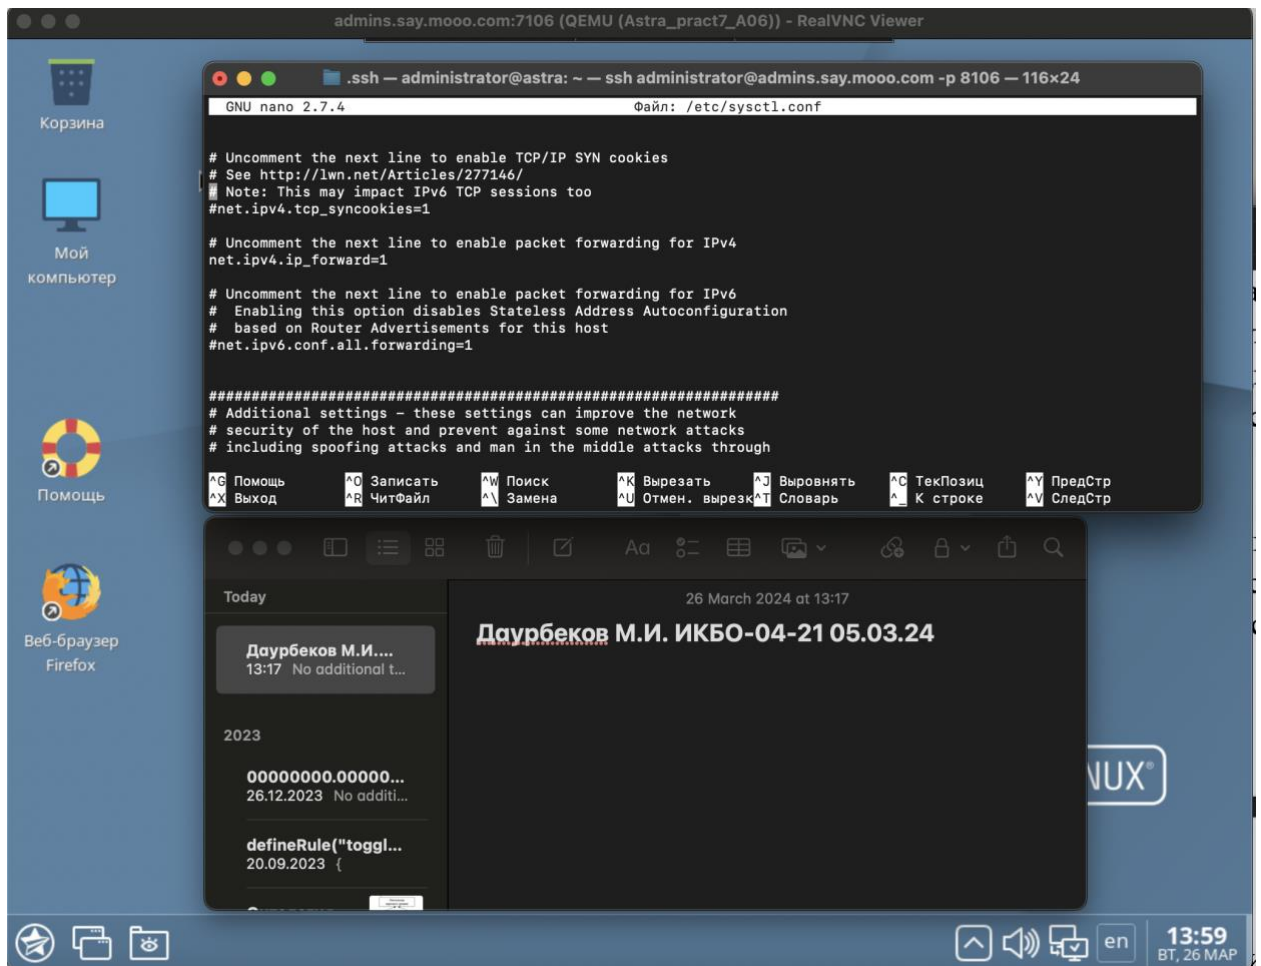 admins.say.mooo.com:7106 (QEMU (Astra_pract7_A06)) - RealVNC Viewer
Корзина
Мой
компьютер
Помощь
Веб-браузер
Firefox
.ssh — administrator@astra: ~ — ssh administrator@admins.say.mooo.com -p 8106 — 116×24
GNU nano 2.7.4 Файл: /etc/sysctl.conf
# Uncomment the next line to enable TCP/IP SYN cookies
# See http://lwn.net/Articles/277146/
# Note: This may impact IPv6 TCP sessions too
#net.ipv4.tcp_syncookies=1
# Uncomment the next line to enable packet forwarding for IPv4
net.ipv4.ip_forward=1
# Uncomment the next line to enable packet forwarding for IPv6
#  Enabling this option disables Stateless Address Autoconfiguration
#  based on Router Advertisements for this host
#net.ipv6.conf.all.forwarding=1
###################################################################
# Additional settings – these settings can improve the network
# security of the host and prevent against some network attacks
# including spoofing attacks and man in the middle attacks through
^G Помощь ^O Записать ^W Поиск ^K Вырезать ^J Выровнять ^C ТекПозиц ^Y ПредСтр
^X Выход ^R ЧитФайл ^\ Замена ^U Отмен. вырезк ^T Словарь ^_ К строке ^V СледСтр
Aa
Today
Даурбеков М.И....
13:17 No additional t...
2023
00000000.00000...
26.12.2023 No additi...
defineRule("toggl...
20.09.2023 {
26 March 2024 at 13:17
Даурбеков М.И. ИКБО-04-21 05.03.24
NUX®
en
13:59
ВТ, 26 МАР